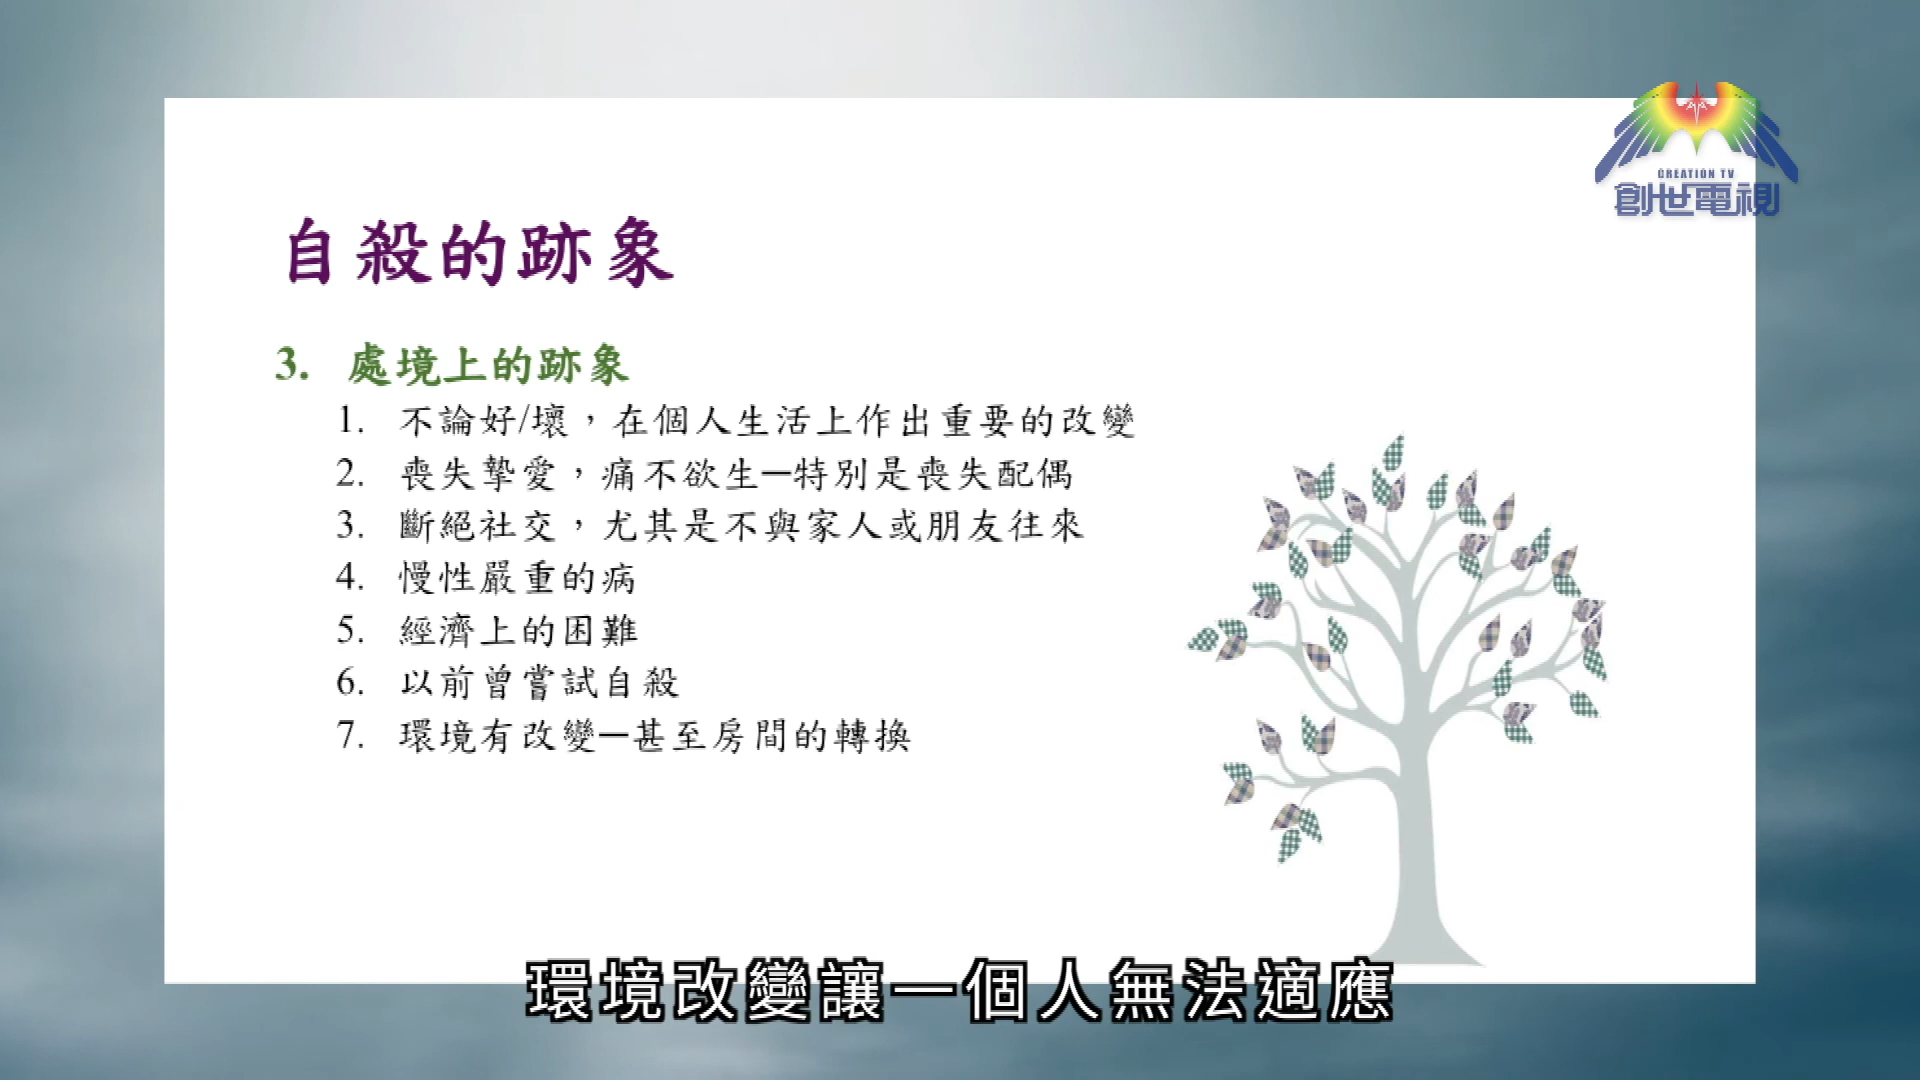 CREATION TV
創世電視
自殺的跡象
3. 處境上的跡象
1. 不論好/壞，在個人生活上作出重要的改變
2. 喪失摯愛，痛不欲生—特別是喪失配偶
3. 斷絕社交，尤其是不與家人或朋友往來
4. 慢性嚴重的病
5. 經濟上的困難
6. 以前曾嘗試自殺
7. 環境有改變—甚至房間的轉換
環境改變讓一個人無法適應